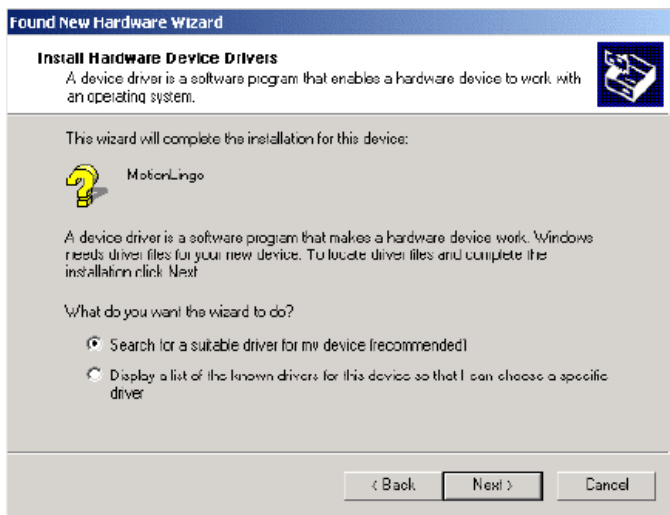 Found New Hardware Wizard
Install Hardware Device Drivers
A device driver is a software program that enables a hardware device to work with
an operating system.
This wizard will complete the installation for this device:
MotionLingo
A device driver is a software program that makes a hardware device work. Windows
needs driver files for your new device. To locate driver files and complete the
installation click Next.
What do you want the wizard to do?
Search for a suitable driver for my device (recommended)
Display a list of the known drivers for this device so that I can choose a specific
driver
< Back
Next >
Cancel